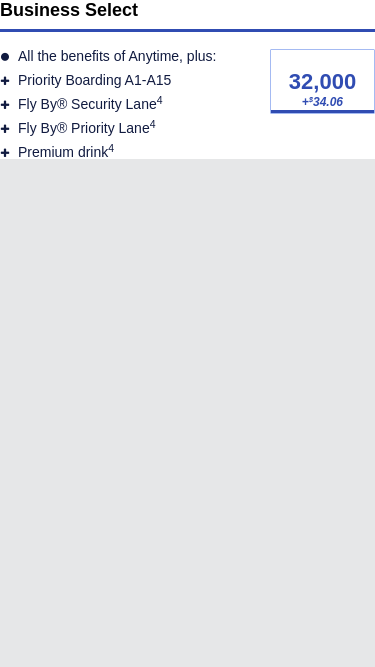 Business Select
● All the benefits of Anytime, plus:
+ Priority Boarding A1-A15
+ Fly By® Security Lane4
+ Fly By® Priority Lane4
+ Premium drink4
32,000
+$34.06